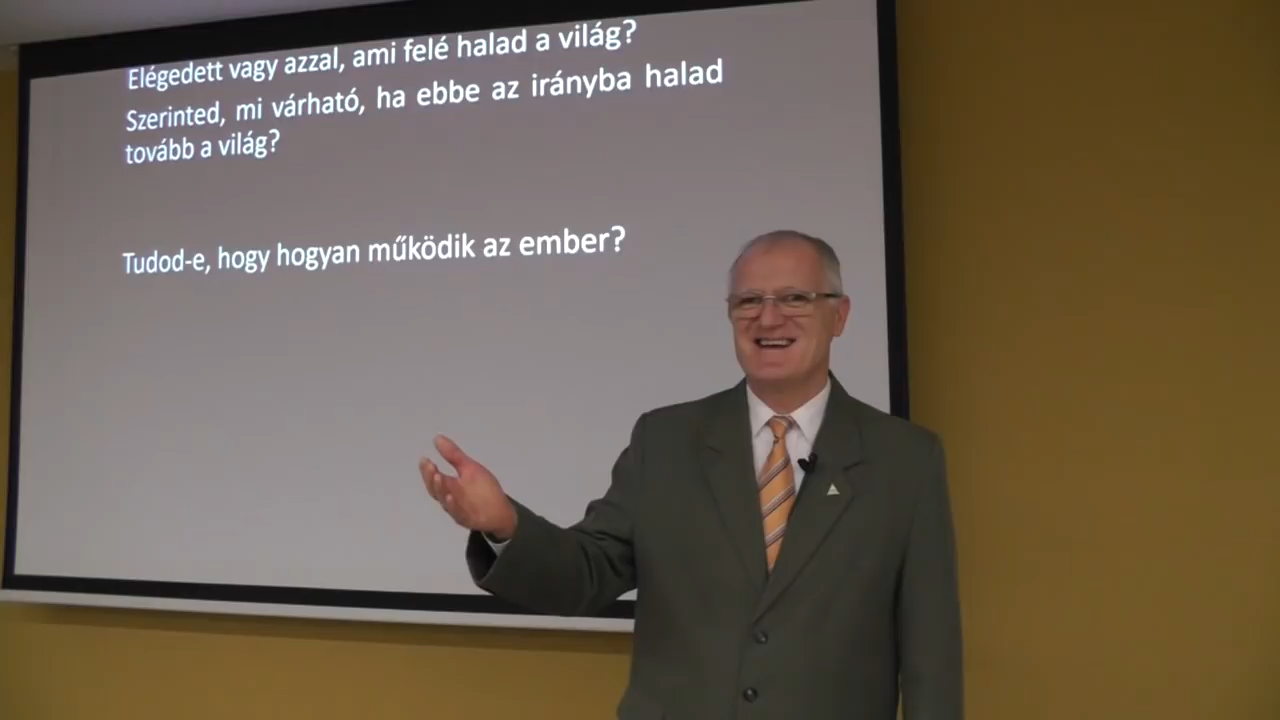 Elégedett vagy azzal, ami felé halad a világ?
Szerinted, mi várható, ha ebbe az irányba halad
tovább a világ?
Tudod-e, hogy hogyan működik az ember?